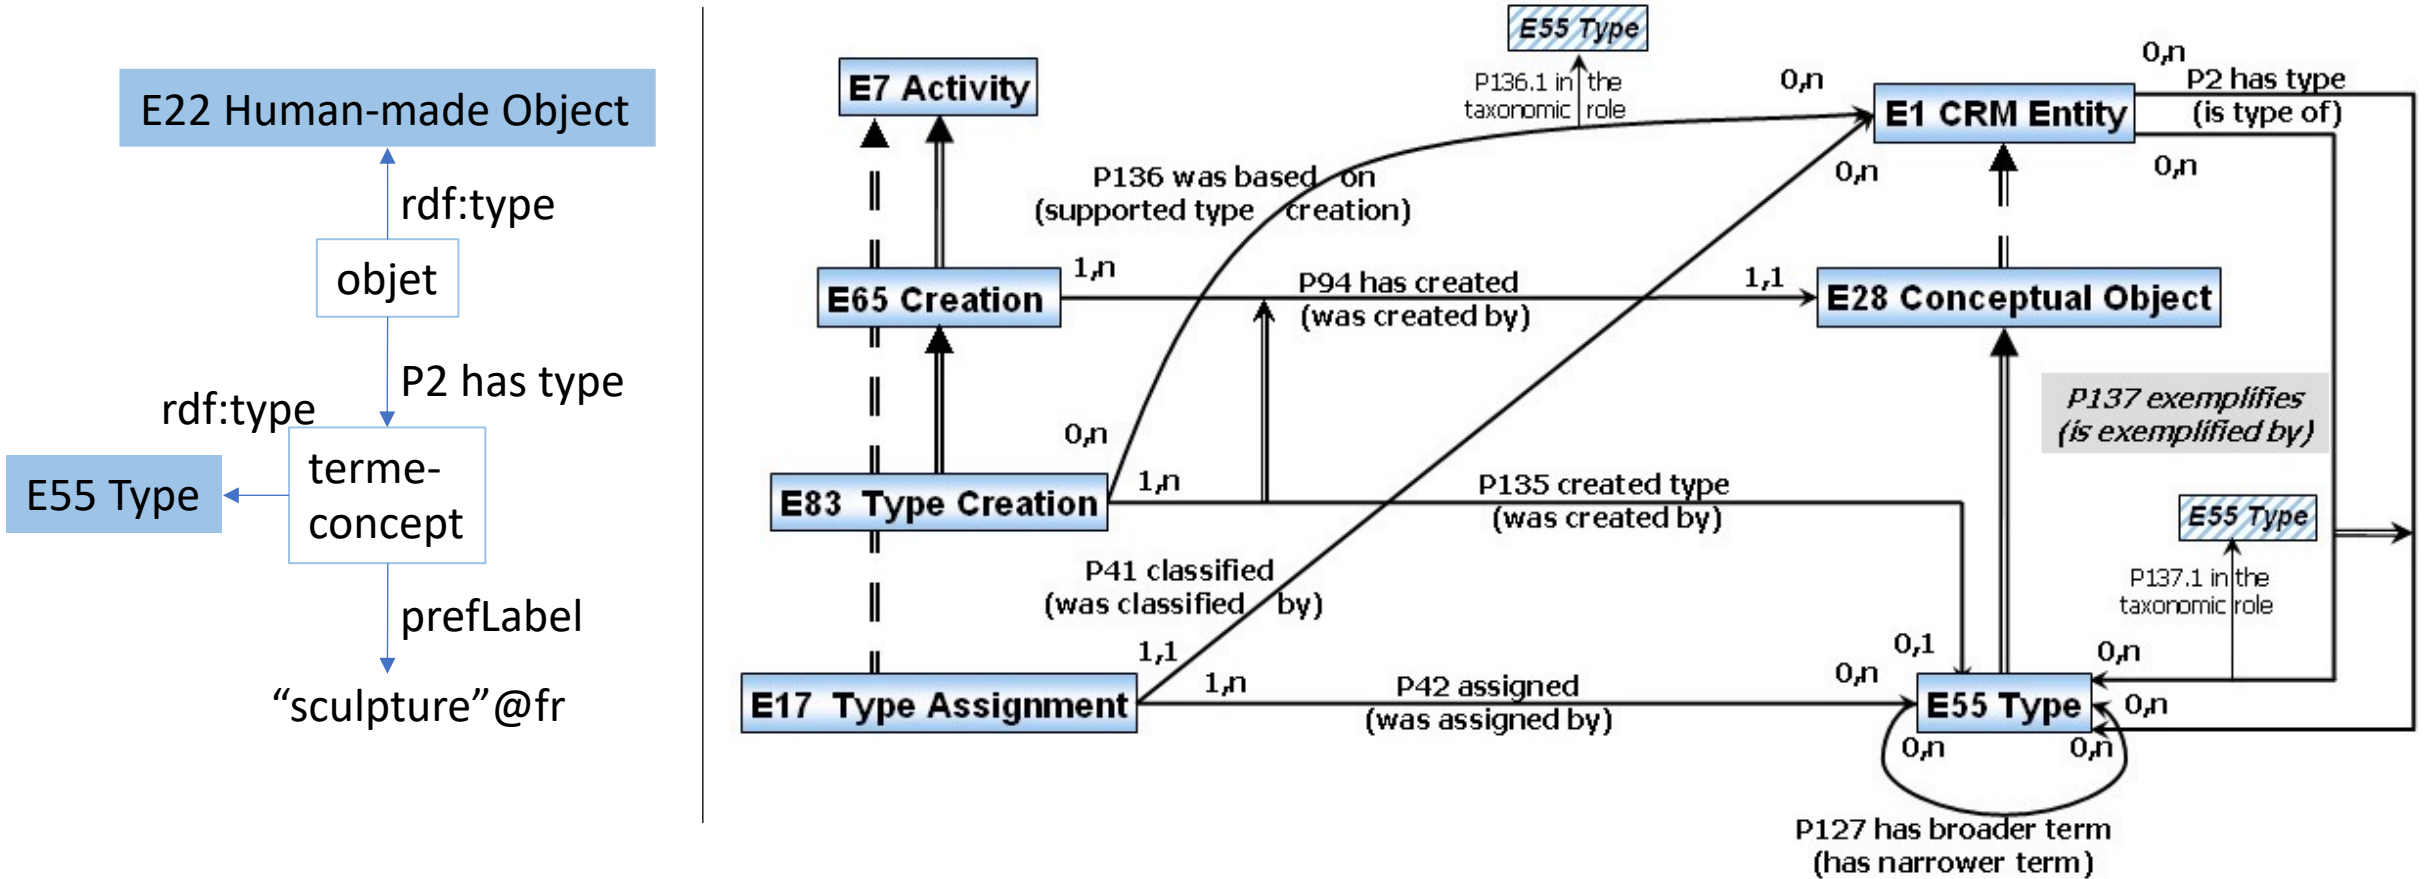 E22 Human-made Object
rdf:type
objet
P2 has type
rdf:type
terme-
concept
E55 Type
prefLabel
“sculpture”@fr
E55 Type
P136.1 in the
taxonomic role
E7 Activity
0,n
E1 CRM Entity
0,n
P2 has type
(is type of)
0,n
0,n
P136 was based on
(supported type creation)
E65 Creation
1,n
P94 has created
(was created by)
1,1
E28 Conceptual Object
P137 exemplifies
(is exemplified by)
0,n
E83 Type Creation
1,n
P135 created type
(was created by)
E55 Type
P137.1 in the
taxonomic role
P41 classified
(was classified by)
1,1
0,1
0,n
E17 Type Assignment
1,n
P42 assigned
(was assigned by)
0,n
E55 Type
0,n
0,n
0,n
P127 has broader term
(has narrower term)